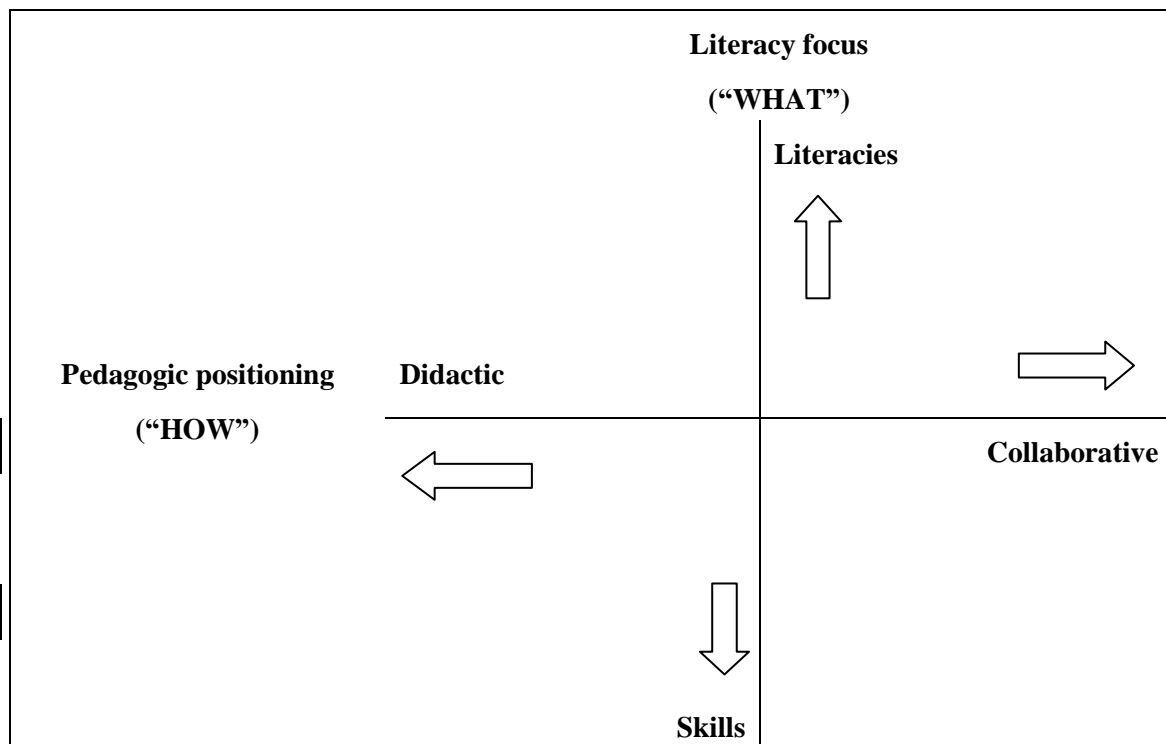 Literacy focus
(“WHAT”)
Literacies
Pedagogic positioning
(“HOW”)
Didactic
Collaborative
Skills